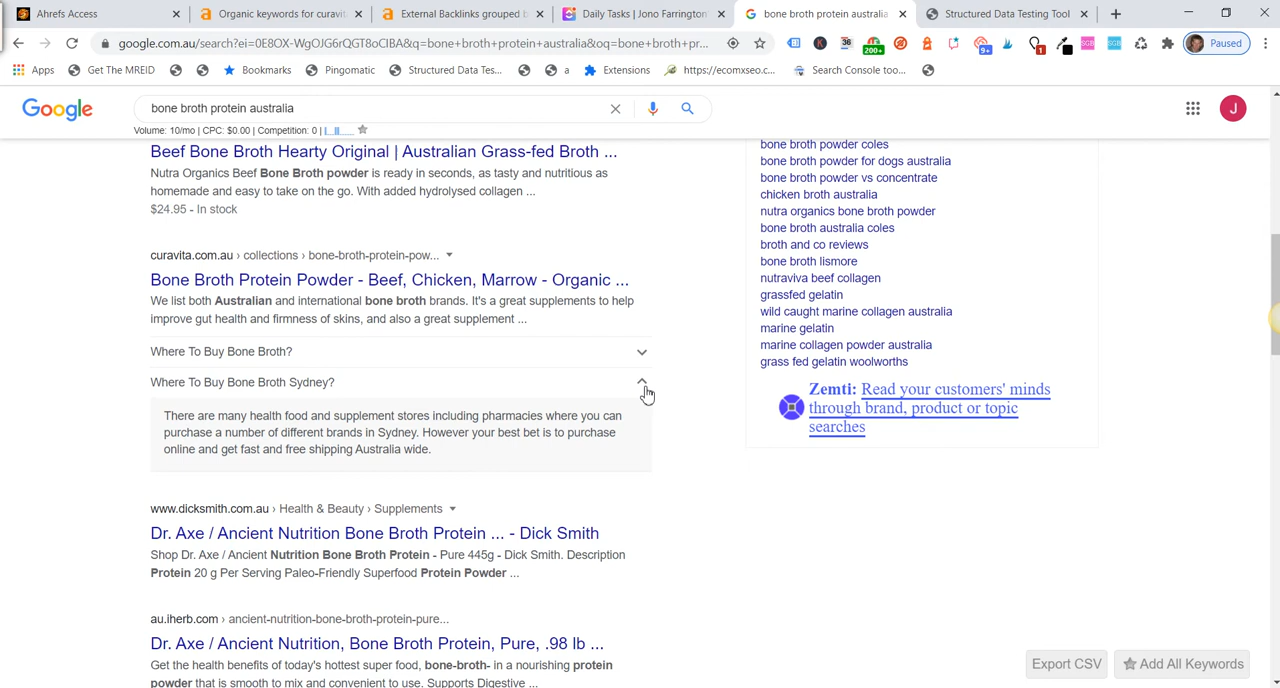 Ahrefs Access
Organic keywords for curavit
External Backlinks grouped b
Daily Tasks | Jono Farrington'
bone broth protein australia
Structured Data Testing Tool
google.com.au/search?ei=0E8OX-WgOJG6rQGT8oCIBA&q=bone+broth+protein+australia&oq=bone+broth+pr...
36
200+
9+
1
SGB
SGB
Paused
Apps
Get The MREID
Bookmarks
Pingomatic
Structured Data Tes...
a
Extensions
https://ecomxseo.c...
Search Console too...
Google
bone broth protein australia
J
Volume: 10/mo | CPC: $0.00 | Competition: 0 |
Beef Bone Broth Hearty Original | Australian Grass-fed Broth ...
Nutra Organics Beef Bone Broth powder is ready in seconds, as tasty and nutritious as
homemade and easy to take on the go. With added hydrolysed collagen ...
$24.95 - In stock
curavita.com.au › collections › bone-broth-protein-pow...
Bone Broth Protein Powder - Beef, Chicken, Marrow - Organic ...
We list both Australian and international bone broth brands. It's a great supplements to help
improve gut health and firmness of skins, and also a great supplement ...
Where To Buy Bone Broth?
Where To Buy Bone Broth Sydney?
There are many health food and supplement stores including pharmacies where you can
purchase a number of different brands in Sydney. However your best bet is to purchase
online and get fast and free shipping Australia wide.
www.dicksmith.com.au › Health & Beauty › Supplements
Dr. Axe / Ancient Nutrition Bone Broth Protein ... - Dick Smith
Shop Dr. Axe / Ancient Nutrition Bone Broth Protein - Pure 445g - Dick Smith. Description
Protein 20 g Per Serving Paleo-Friendly Superfood Protein Powder ...
au.iherb.com › ancient-nutrition-bone-broth-protein-pure...
Dr. Axe / Ancient Nutrition, Bone Broth Protein, Pure, .98 lb ...
Get the health benefits of today's hottest super food, bone-broth- in a nourishing protein
powder that is smooth to mix and convenient to use. Supports Digestive ...
bone broth powder coles
bone broth powder for dogs australia
bone broth powder vs concentrate
chicken broth australia
nutra organics bone broth powder
bone broth australia coles
broth and co reviews
bone broth lismore
nutraviva beef collagen
grassfed gelatin
wild caught marine collagen australia
marine gelatin
marine collagen powder australia
grass fed gelatin woolworths
Zemti: Read your customers' minds
through brand, product or topic
searches
Export CSV
Add All Keywords